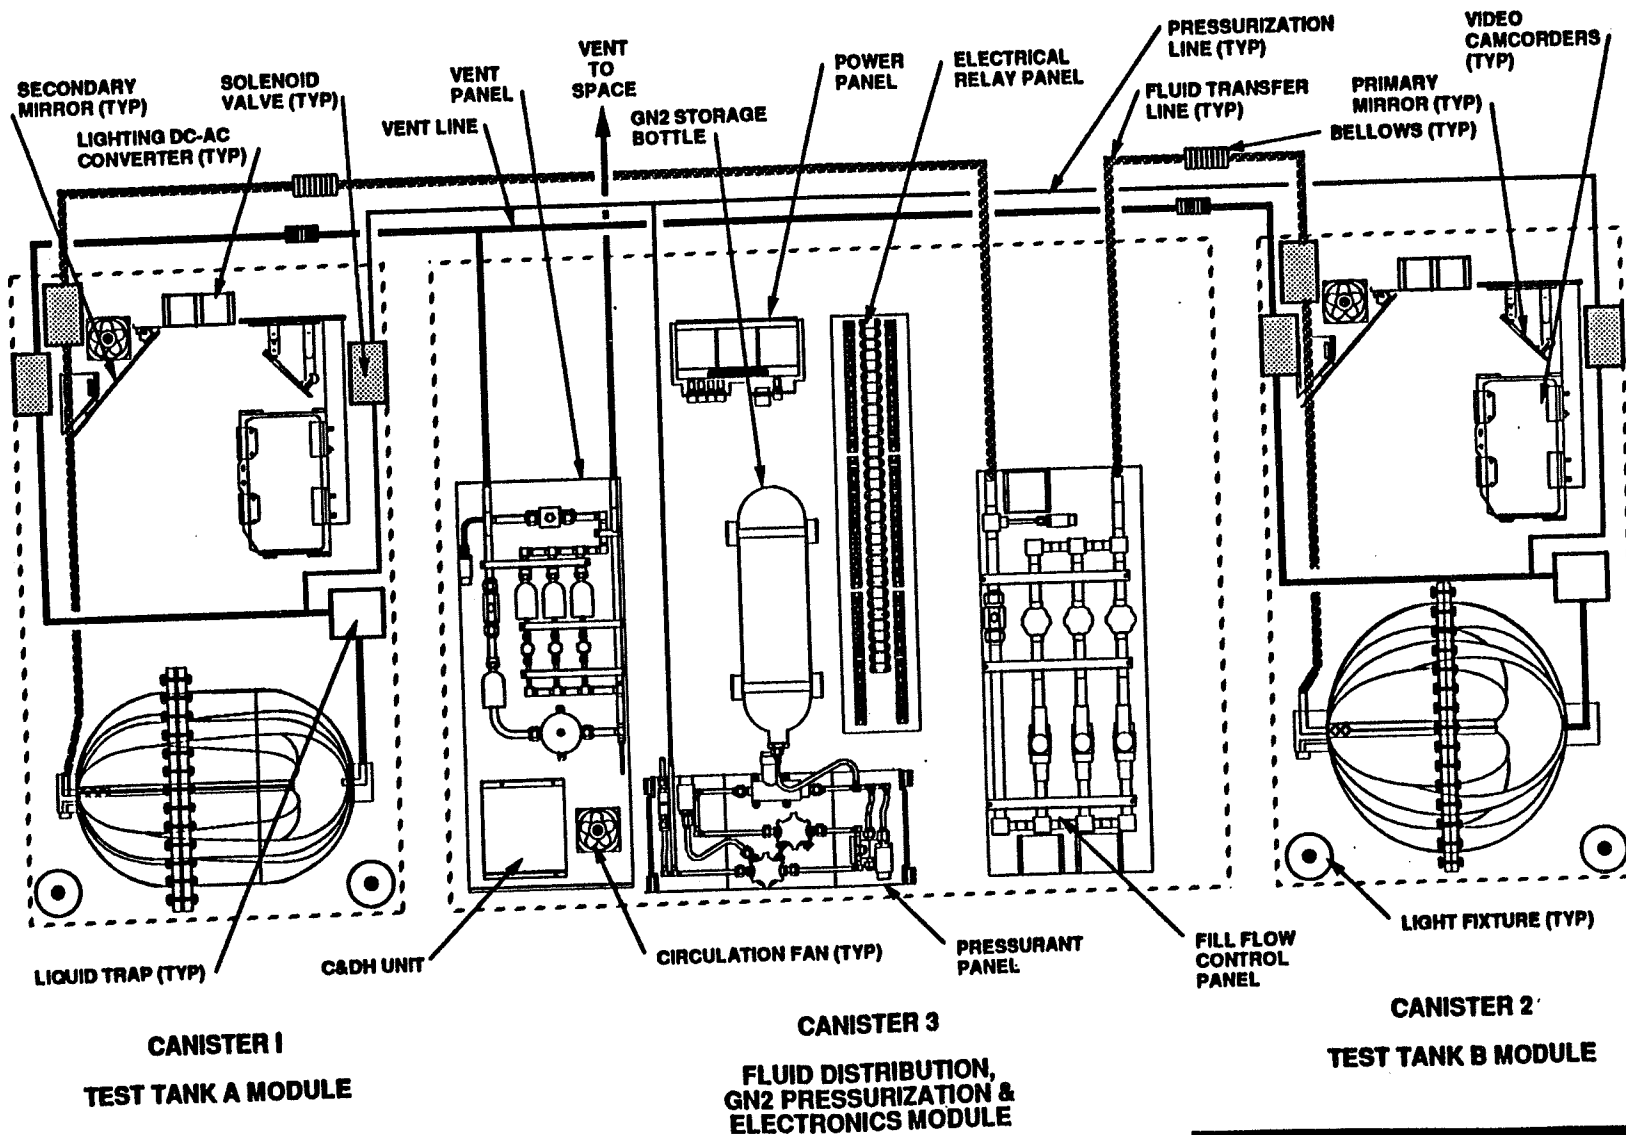 SECONDARY
MIRROR (TYP)
SOLENOID
VALVE (TYP)
LIGHTING DC-AC
CONVERTER (TYP)
VENT
PANEL
VENT LINE
VENT
TO
SPACE
GN2 STORAGE
BOTTLE
POWER
PANEL
ELECTRICAL
RELAY PANEL
PRESSURIZATION
LINE (TYP)
FLUID TRANSFER
LINE (TYP)
VIDEO
CAMCORDERS
(TYP)
PRIMARY
MIRROR (TYP)
BELLOWS (TYP)
LIQUID TRAP (TYP)
C&DH UNIT
CIRCULATION FAN (TYP)
PRESSURANT
PANEL
FILL FLOW
CONTROL
PANEL
LIGHT FIXTURE (TYP)
CANISTER I
TEST TANK A MODULE
CANISTER 3
FLUID DISTRIBUTION,
GN2 PRESSURIZATION &
ELECTRONICS MODULE
CANISTER 2
TEST TANK B MODULE